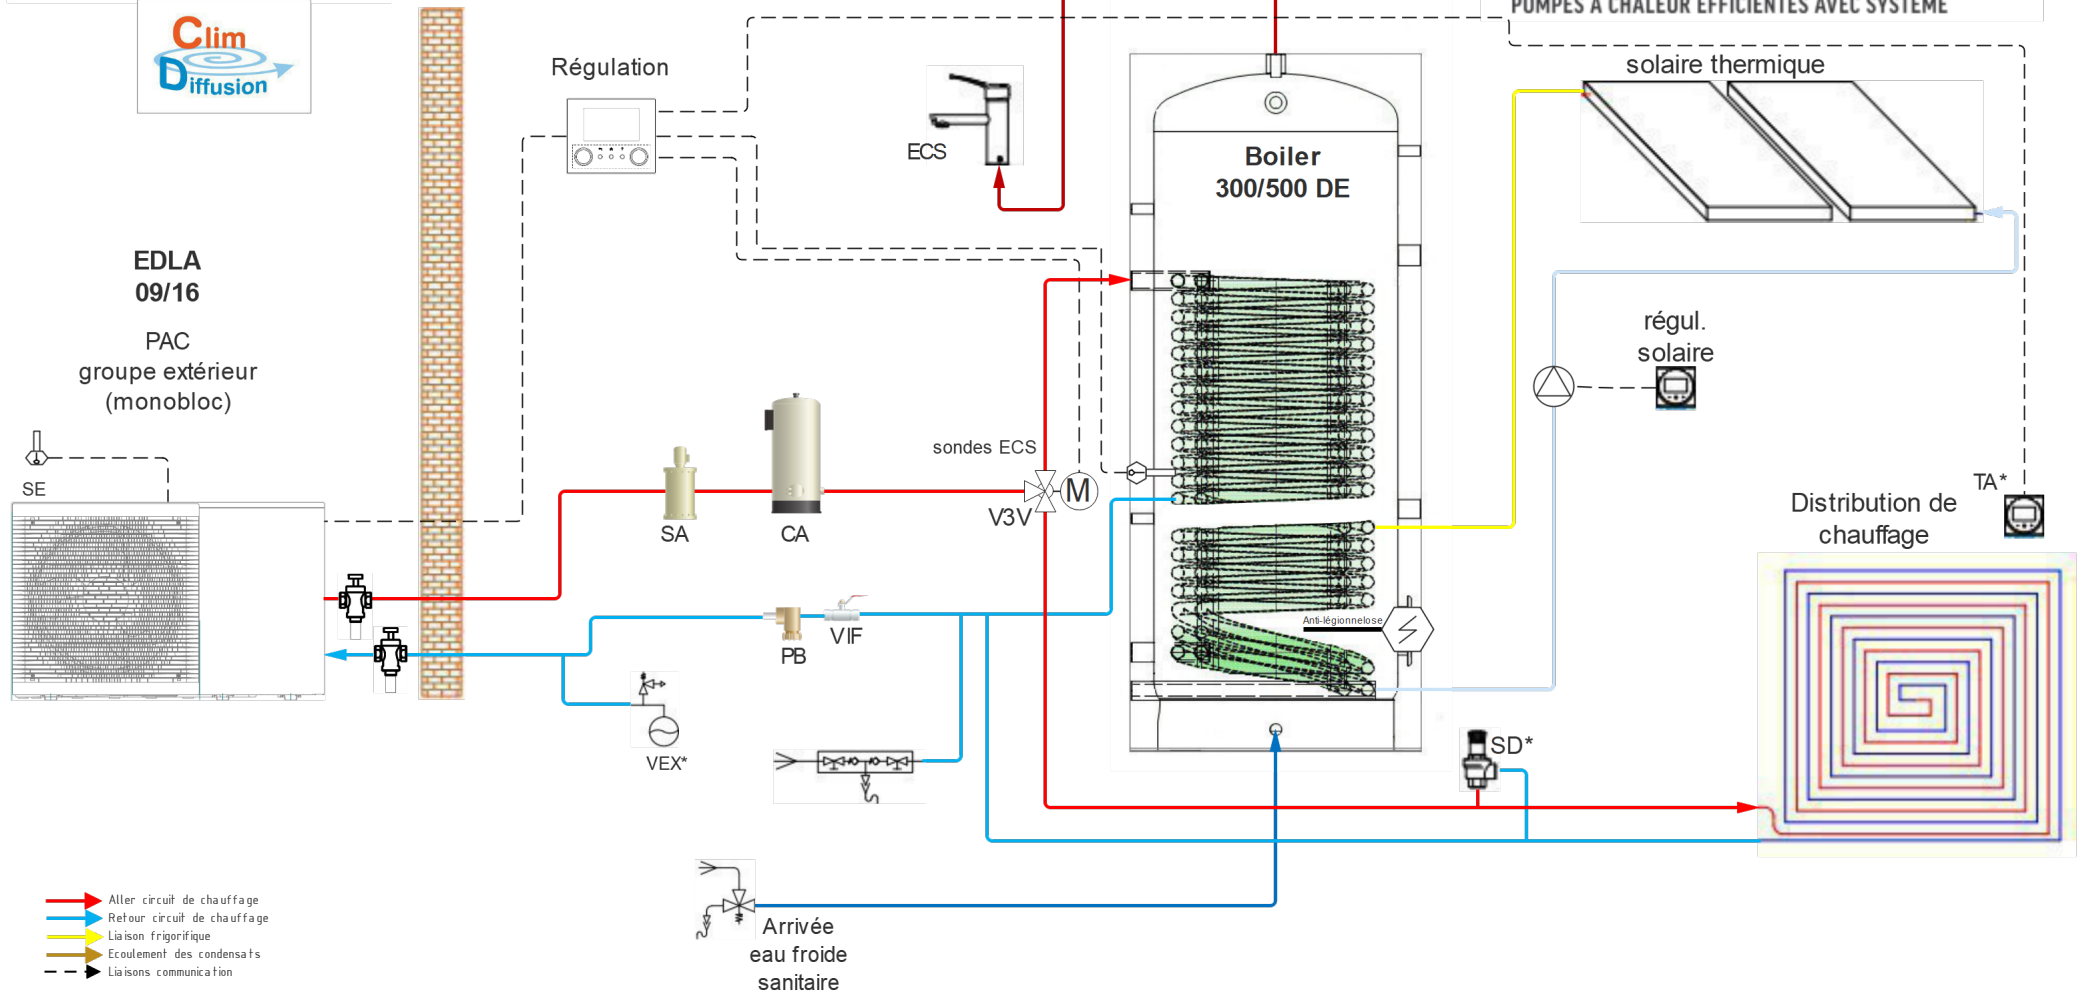 POMPES À CHALEUR EFFICIENTES AVEC SYSTÈME
Clim
Diffusion
Régulation
solaire thermique
ECS
Boiler
300/500 DE
EDLA
09/16
PAC
groupe extérieur
(monobloc)
régul.
solaire
sondes ECS
SE
M
V3V
TA*
Distribution de
chauffage
SA
CA
Anti-légionnelose
PB
VIF
VEX*
SD*
Aller circuit de chauffage
Retour circuit de chauffage
Liaison frigorifique
Ecoulement des condensats
Liaisons communication
Arrivée
eau froide
sanitaire